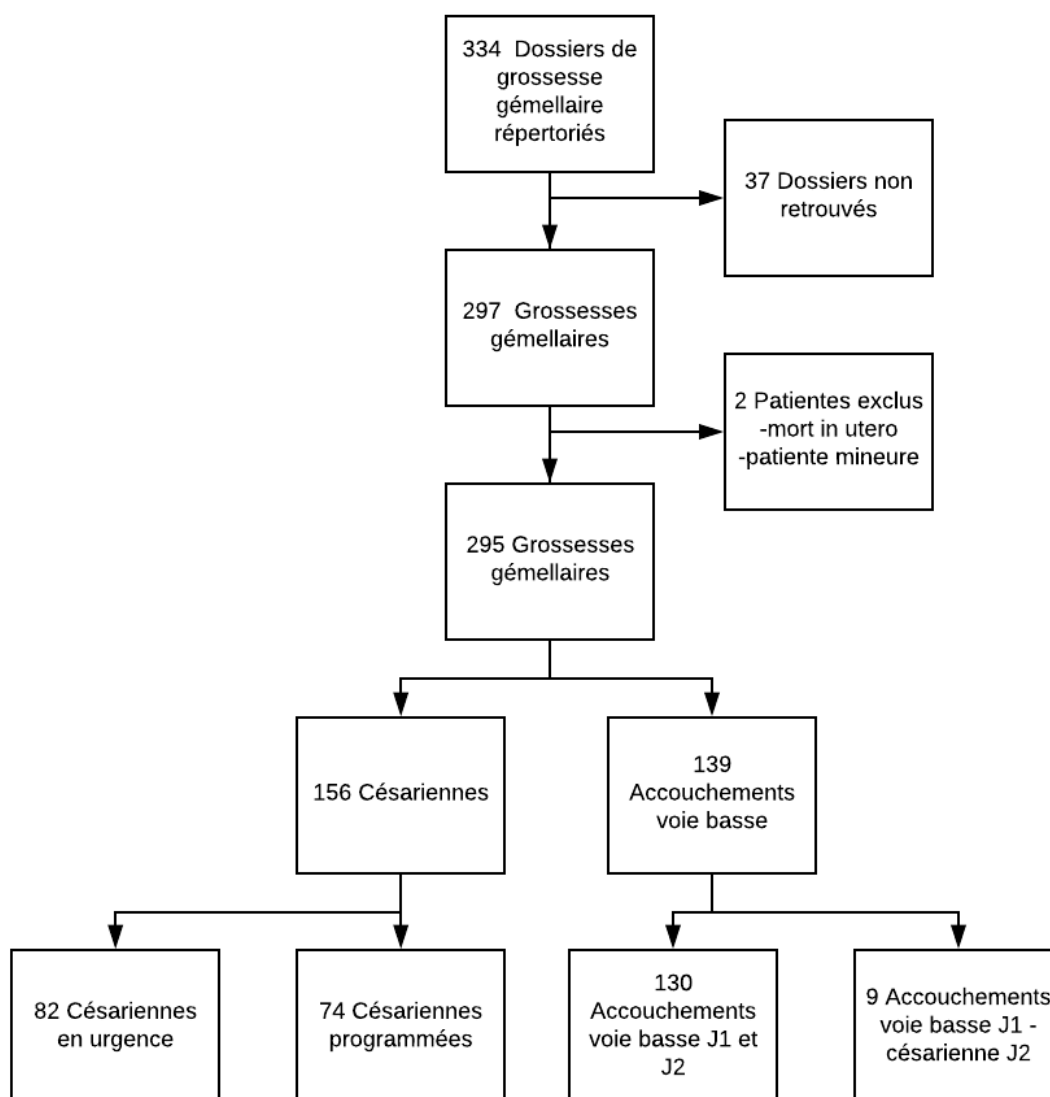 334  Dossiers de
grossesse
gémellaire
répertoriés
37 Dossiers non
retrouvés
297  Grossesses
gémellaires
2 Patientes exclus
-mort in utero
-patiente mineure
295 Grossesses
gémellaires
156 Césariennes
139
Accouchements
voie basse
82 Césariennes
en urgence
74 Césariennes
programmées
130
Accouchements
voie basse J1 et
J2
9 Accouchements
voie basse J1 -
césarienne J2